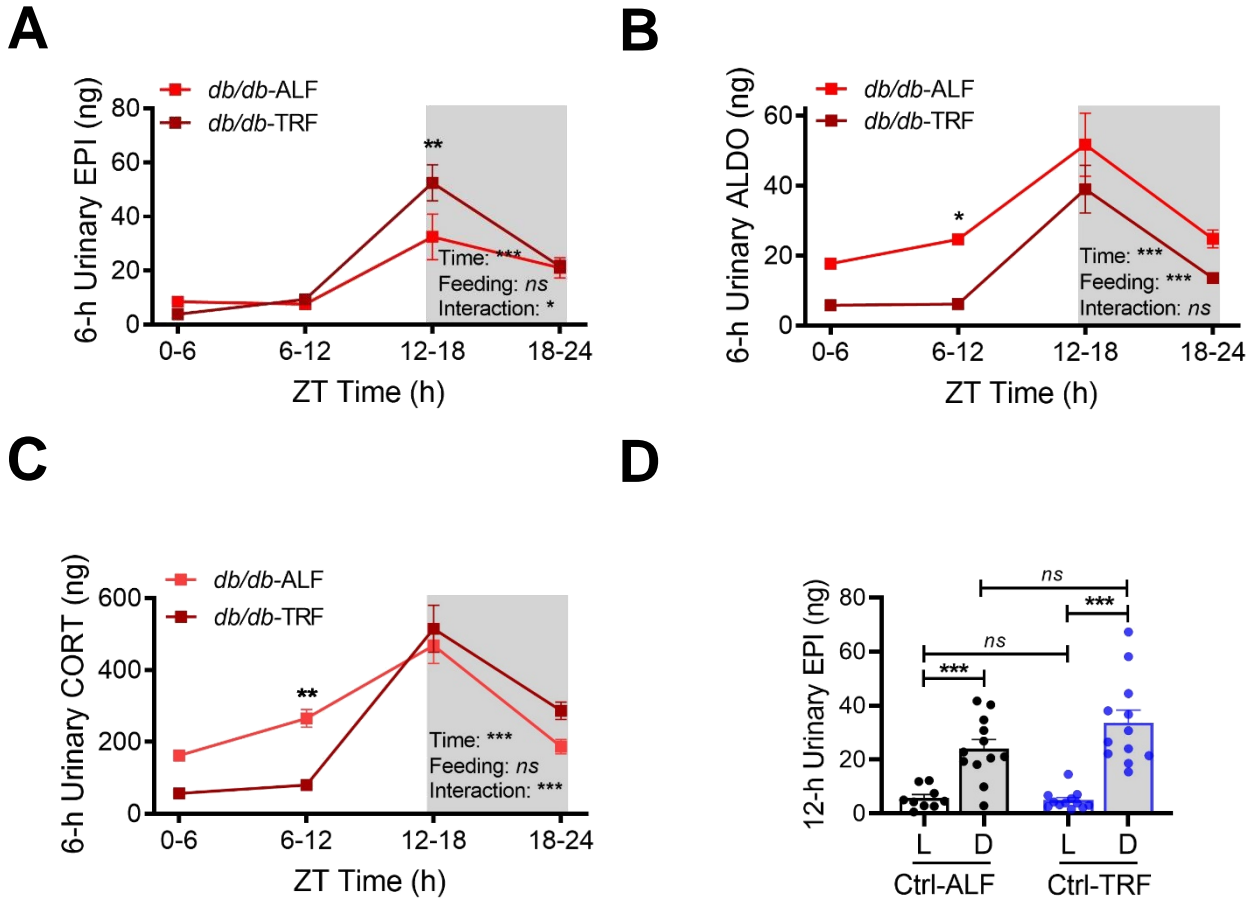 A
db/db-ALF
db/db-TRF
**
6-h Urinary EPI (ng)
80
60
40
20
0
Time: ***
Feeding: ns
Interaction: *
0-6 6-12 12-18 18-24
ZT Time (h)
B
db/db-ALF
db/db-TRF
*
6-h Urinary ALDO (ng)
60
40
20
0
Time: ***
Feeding: ***
Interaction: ns
0-6 6-12 12-18 18-24
ZT Time (h)
C
db/db-ALF
db/db-TRF
**
6-h Urinary CORT (ng)
600
400
200
0
Time: ***
Feeding: ns
Interaction: ***
0-6 6-12 12-18 18-24
ZT Time (h)
D
12-h Urinary EPI (ng)
80
60
40
20
0
ns
***
ns
***
L D L D
Ctrl-ALF Ctrl-TRF